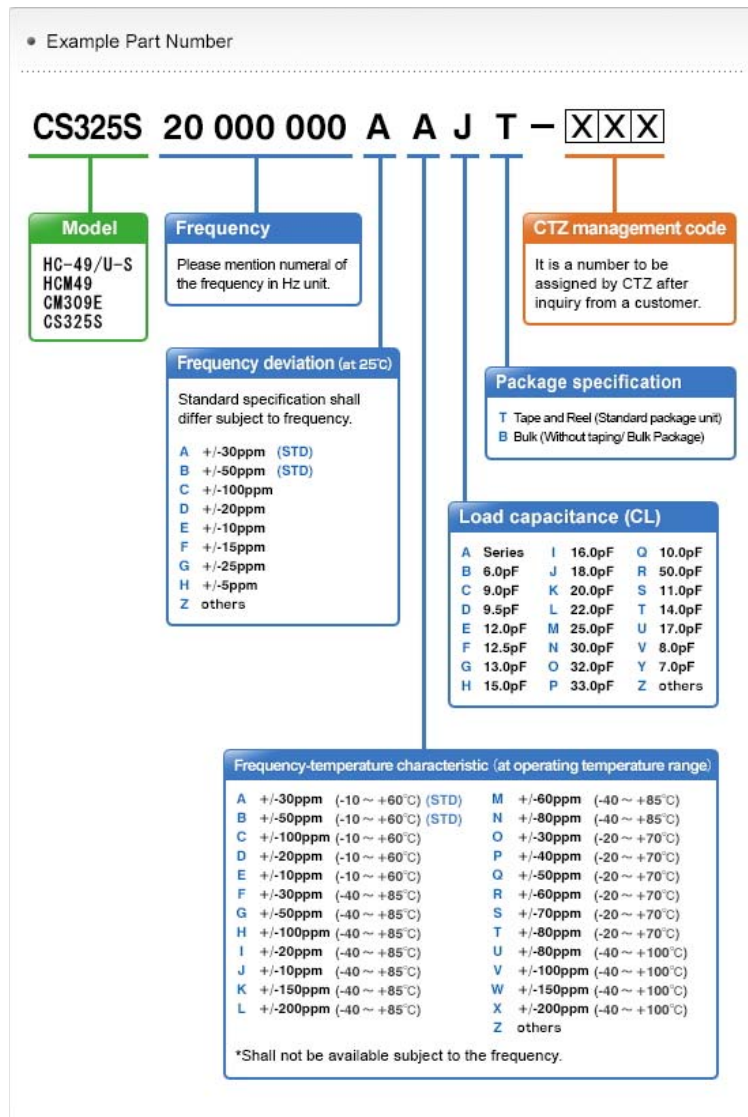 Example Part Number
CS325S 20 000 000 A A J T – XXX
Model
HC-49/U-S
HCM49
CM309E
CS325S
Frequency
Please mention numeral of
the frequency in Hz unit.
CTZ management code
It is a number to be
assigned by CTZ after
inquiry from a customer.
Frequency deviation (at 25℃)
Standard specification shall
differ subject to frequency.
A +/-30ppm (STD)
B +/-50ppm (STD)
C +/-100ppm
D +/-20ppm
E +/-10ppm
F +/-15ppm
G +/-25ppm
H +/-5ppm
Z others
Package specification
T Tape and Reel (Standard package unit)
B Bulk (Without taping/ Bulk Package)
Load capacitance (CL)
A Series I 16.0pF Q 10.0pF
B 6.0pF J 18.0pF R 50.0pF
C 9.0pF K 20.0pF S 11.0pF
D 9.5pF L 22.0pF T 14.0pF
E 12.0pF M 25.0pF U 17.0pF
F 12.5pF N 30.0pF V 8.0pF
G 13.0pF O 32.0pF Y 7.0pF
H 15.0pF P 33.0pF Z others
Frequency-temperature characteristic (at operating temperature range)
A +/-30ppm (-10 ~ +60℃) (STD) M +/-60ppm (-40 ~ +85℃)
B +/-50ppm (-10 ~ +60℃) (STD) N +/-80ppm (-40 ~ +85℃)
C +/-100ppm (-10 ~ +60℃) O +/-30ppm (-20 ~ +70℃)
D +/-20ppm (-10 ~ +60℃) P +/-40ppm (-20 ~ +70℃)
E +/-10ppm (-10 ~ +60℃) Q +/-50ppm (-20 ~ +70℃)
F +/-30ppm (-40 ~ +85℃) R +/-60ppm (-20 ~ +70℃)
G +/-50ppm (-40 ~ +85℃) S +/-70ppm (-20 ~ +70℃)
H +/-100ppm (-40 ~ +85℃) T +/-80ppm (-20 ~ +70℃)
I +/-20ppm (-40 ~ +85℃) U +/-80ppm (-40 ~ +100℃)
J +/-10ppm (-40 ~ +85℃) V +/-100ppm (-40 ~ +100℃)
K +/-150ppm (-40 ~ +85℃) W +/-150ppm (-40 ~ +100℃)
L +/-200ppm (-40 ~ +85℃) X +/-200ppm (-40 ~ +100℃)
Z others
*Shall not be available subject to the frequency.